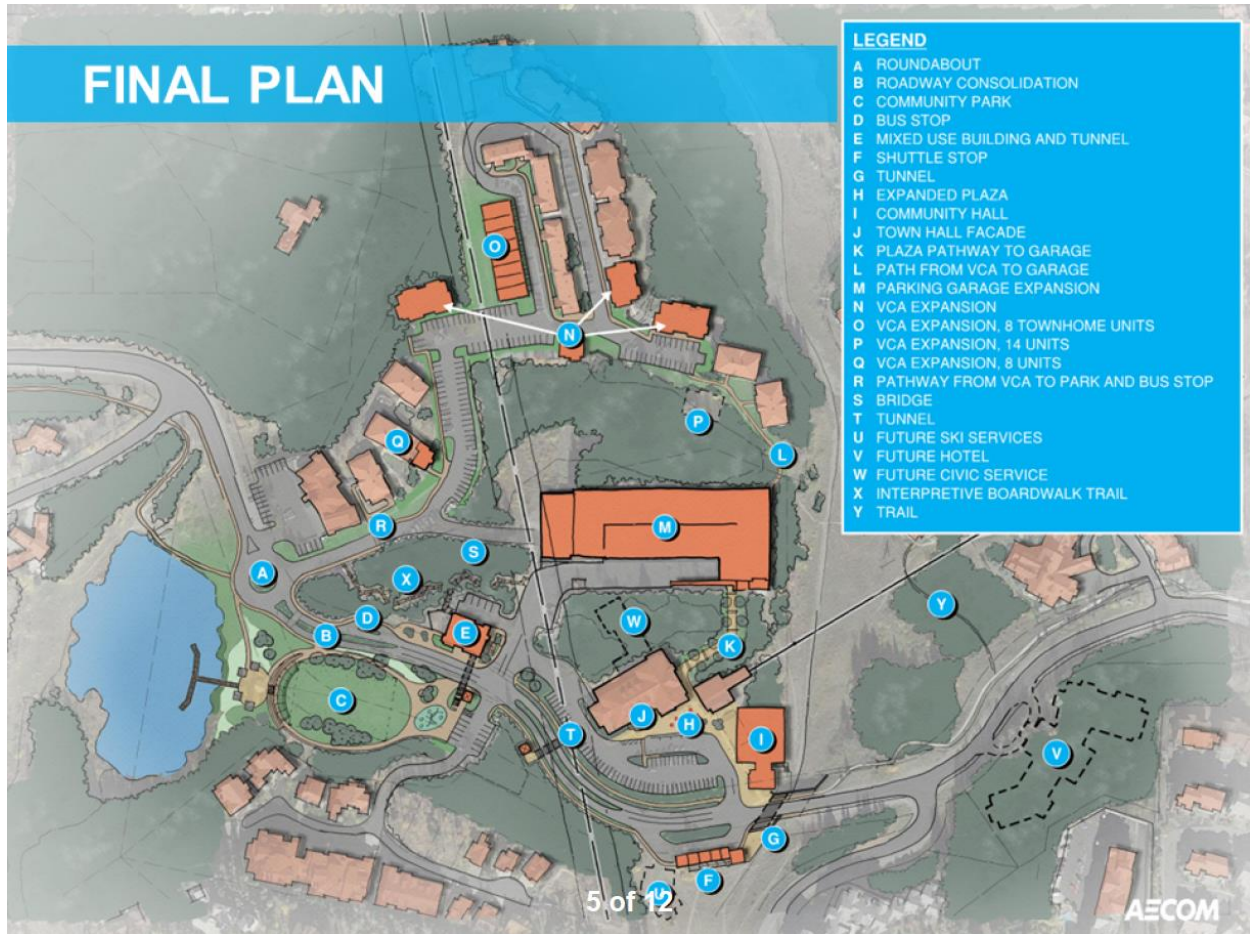 FINAL PLAN
LEGEND
A ROUNDABOUT
B ROADWAY CONSOLIDATION
C COMMUNITY PARK
D BUS STOP
E MIXED USE BUILDING AND TUNNEL
F SHUTTLE STOP
G TUNNEL
H EXPANDED PLAZA
I COMMUNITY HALL
J TOWN HALL FACADE
K PLAZA PATHWAY TO GARAGE
L PATH FROM VCA TO GARAGE
M PARKING GARAGE EXPANSION
N VCA EXPANSION
O VCA EXPANSION, 8 TOWNHOME UNITS
P VCA EXPANSION, 14 UNITS
Q VCA EXPANSION, 8 UNITS
R PATHWAY FROM VCA TO PARK AND BUS STOP
S BRIDGE
T TUNNEL
U FUTURE SKI SERVICES
V FUTURE HOTEL
W FUTURE CIVIC SERVICE
X INTERPRETIVE BOARDWALK TRAIL
Y TRAIL
O
N
P
Q
L
R
M
S
A
X
Y
D
W
B
E
K
C
J
H
T
I
V
G
F
U
5 of 12
AECOM